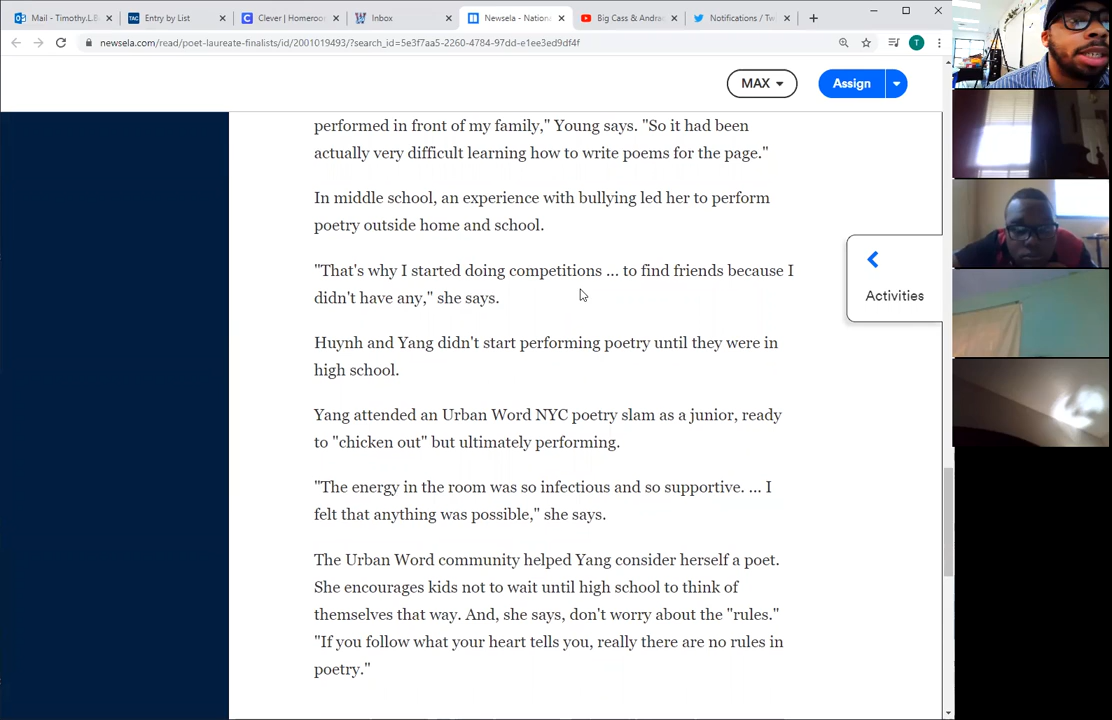 Mail - Timothy.L.B
Entry by List
Clever | Homeroo
Inbox
Newsela - Nation
Big Cass & Andra
Notifications / Tw
newsela.com/read/poet-laureate-finalists/id/2001019493/?search_id=5e3f7aa5-2260-4784-97dd-e1ee3ed9df4f
T
MAX
Assign
performed in front of my family," Young says. "So it had been
actually very difficult learning how to write poems for the page."
In middle school, an experience with bullying led her to perform
poetry outside home and school.
"That's why I started doing competitions ... to find friends because I
didn't have any," she says.
Activities
Huynh and Yang didn't start performing poetry until they were in
high school.
Yang attended an Urban Word NYC poetry slam as a junior, ready
to "chicken out" but ultimately performing.
"The energy in the room was so infectious and so supportive. ... I
felt that anything was possible," she says.
The Urban Word community helped Yang consider herself a poet.
She encourages kids not to wait until high school to think of
themselves that way. And, she says, don't worry about the "rules."
"If you follow what your heart tells you, really there are no rules in
poetry."